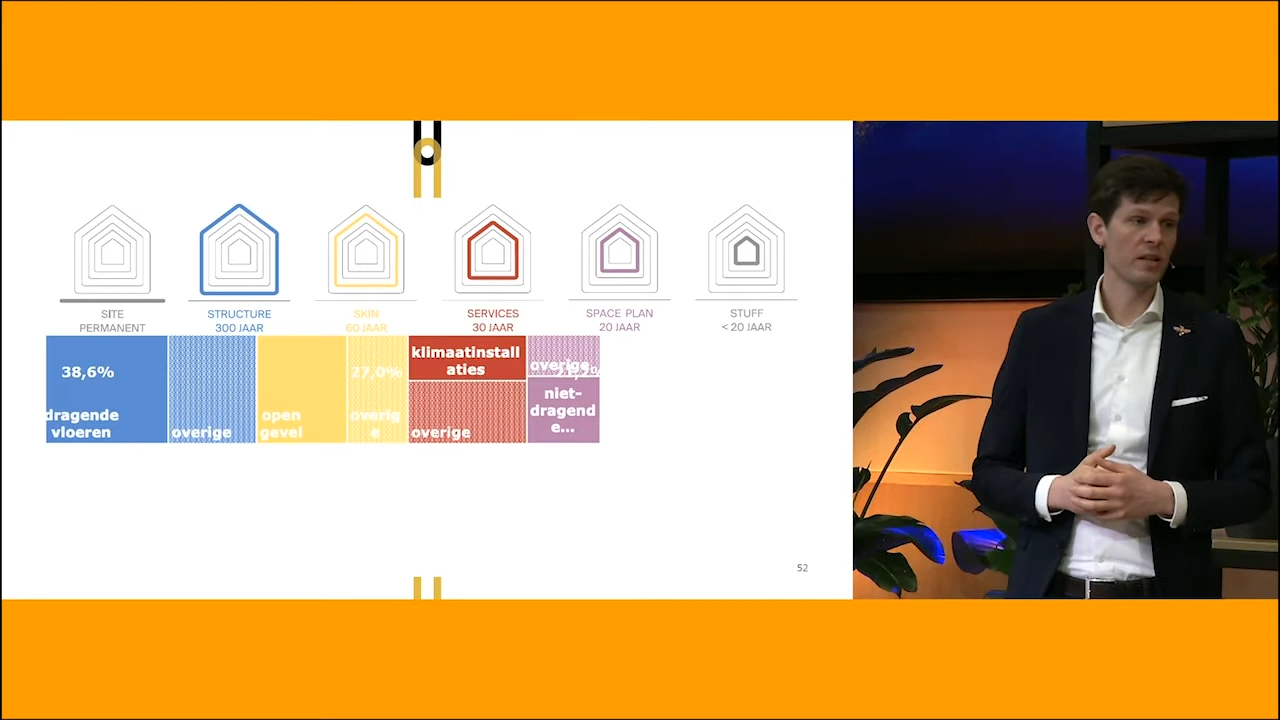 SITE
PERMANENT
STRUCTURE
300 JAAR
SKIN
60 JAAR
SERVICES
30 JAAR
SPACE PLAN
20 JAAR
STUFF
< 20 JAAR
38,6%
dragende
vloeren
overige
open
gevel
27,0%
overig
e
klimaatinstall
aties
overige
overige
niet-
dragend
e...
52